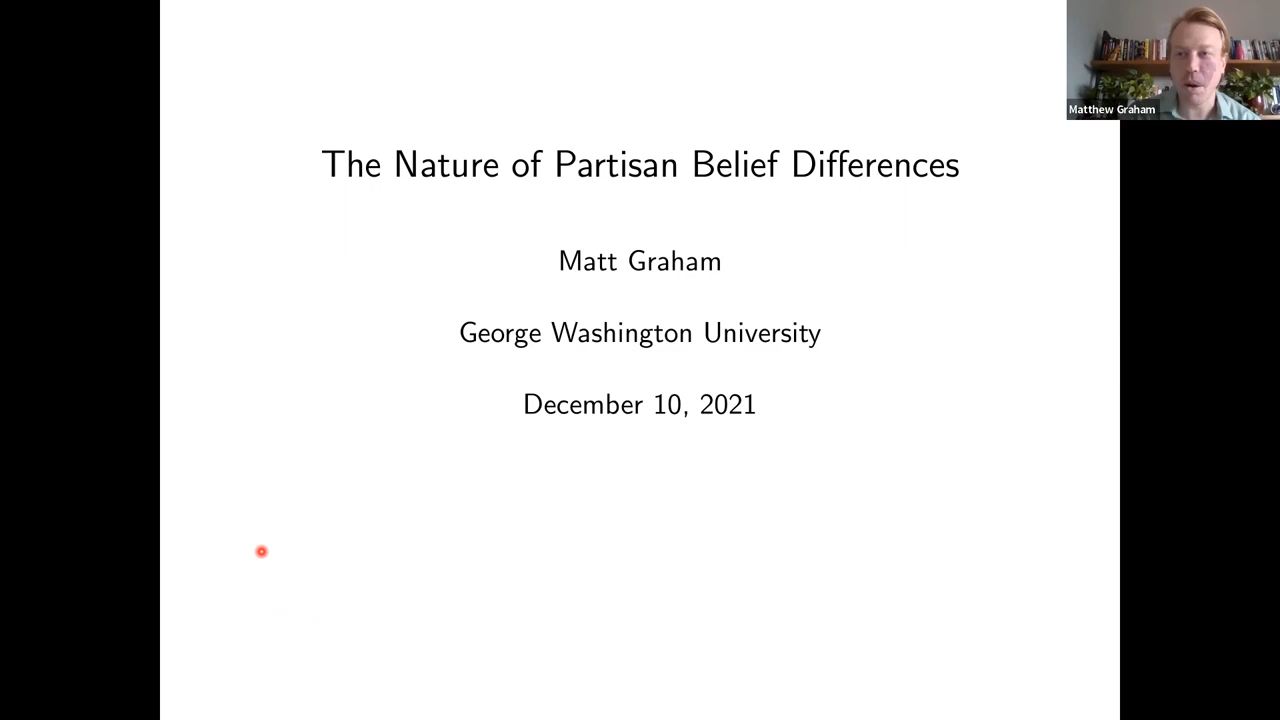 Matthew Graham
The Nature of Partisan Belief Differences
Matt Graham
George Washington University
December 10, 2021